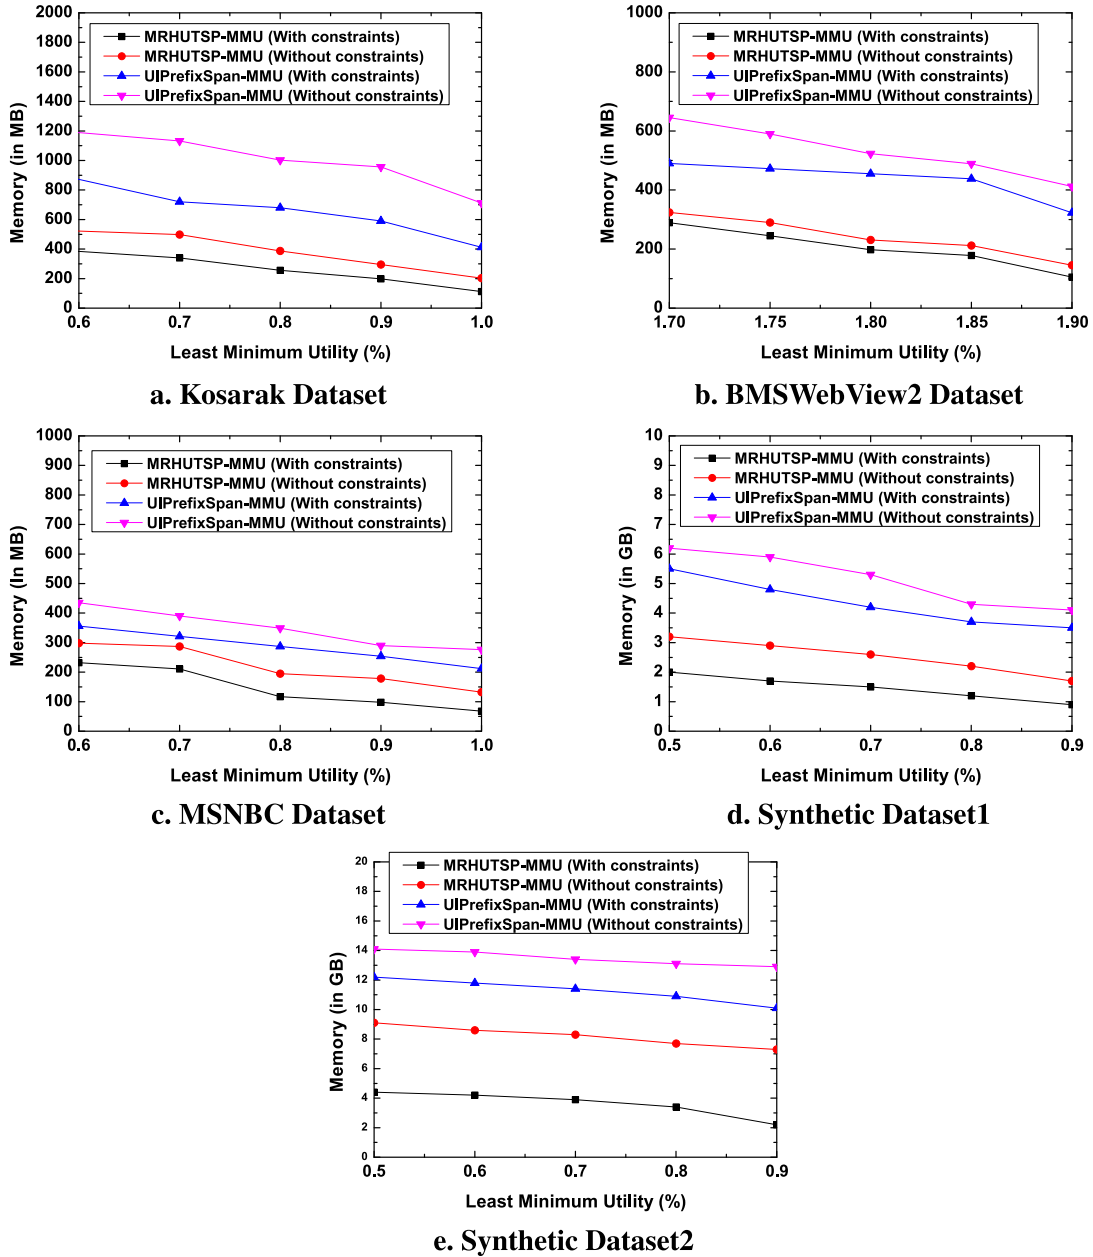 2000
1800
1600
1400
1200
1000
800
600
400
200
0
Memory (in MB)
MRHUTSP-MMU (With constraints)
MRHUTSP-MMU (Without constraints)
UIPrefixSpan-MMU (With constraints)
UIPrefixSpan-MMU (Without constraints)
0.6 0.7 0.8 0.9 1.0
Least Minimum Utility (%)
a. Kosarak Dataset
1000
800
600
400
200
0
Memory (in MB)
MRHUTSP-MMU (With constraints)
MRHUTSP-MMU (Without constraints)
UIPrefixSpan-MMU (With constraints)
UIPrefixSpan-MMU (Without constraints)
1.70 1.75 1.80 1.85 1.90
Least Minimum Utility (%)
b. BMSWebView2 Dataset
1000
900
800
700
600
500
400
300
200
100
0
Memory (In MB)
MRHUTSP-MMU (With constraints)
MRHUTSP-MMU (Without constraints)
UIPrefixSpan-MMU (With constraints)
UIPrefixSpan-MMU (Without constraints)
0.6 0.7 0.8 0.9 1.0
Least Minimum Utility (%)
c. MSNBC Dataset
10
9
8
7
6
5
4
3
2
1
0
Memory (in GB)
MRHUTSP-MMU (With constraints)
MRHUTSP-MMU (Without constraints)
UIPrefixSpan-MMU (With constraints)
UIPrefixSpan-MMU (Without constraints)
0.5 0.6 0.7 0.8 0.9
Least Minimum Utility (%)
d. Synthetic Dataset1
20
18
16
14
12
10
8
6
4
2
0
Memory (in GB)
MRHUTSP-MMU (With constraints)
MRHUTSP-MMU (Without constraints)
UIPrefixSpan-MMU (With constraints)
UIPrefixSpan-MMU (Without constraints)
0.5 0.6 0.7 0.8 0.9
Least Minimum Utility (%)
e. Synthetic Dataset2